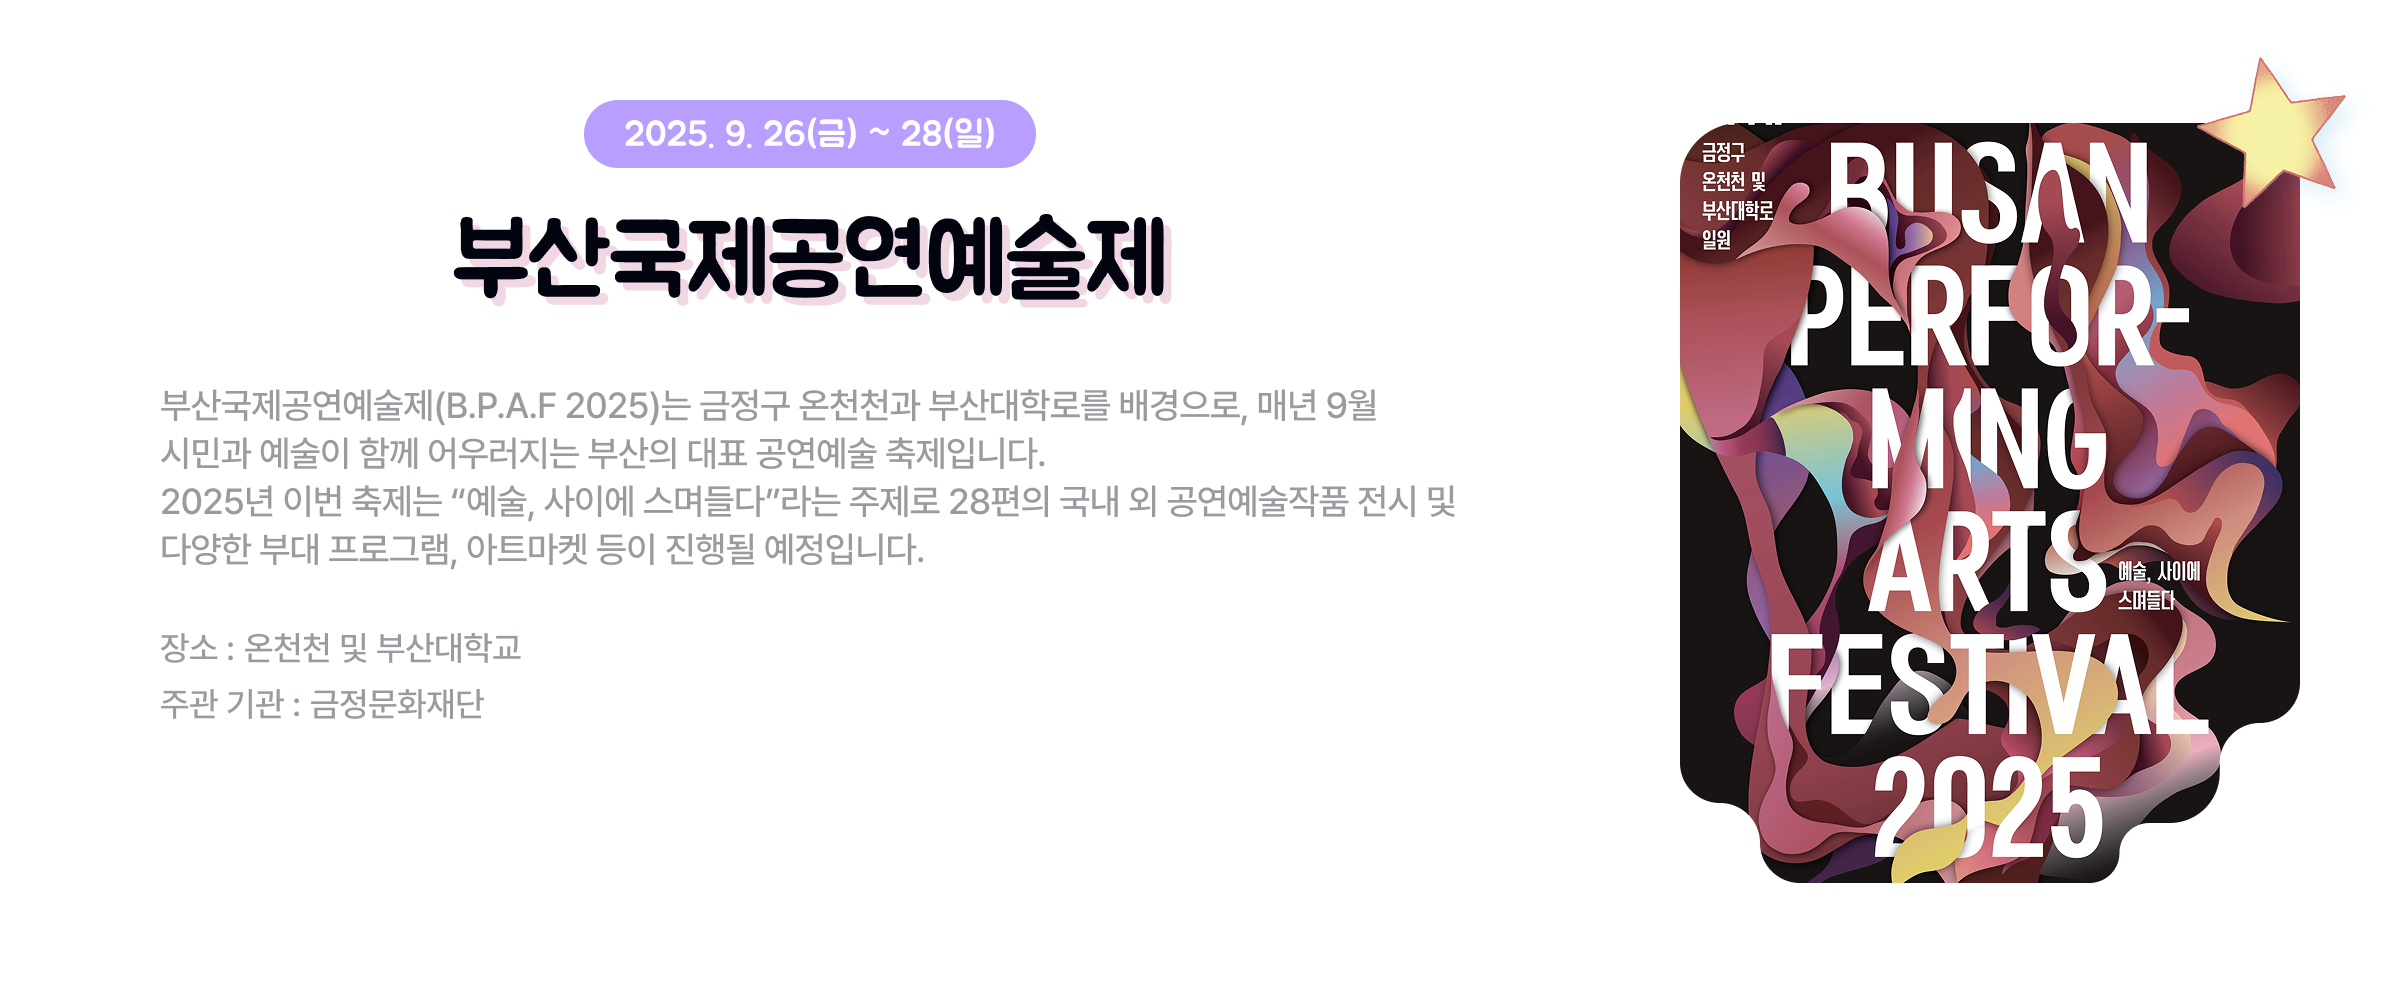 2025. 9. 26(금) ~ 28(일)
부산국제공연예술제
부산국제공연예술제(B.P.A.F 2025)는 금정구 온천천과 부산대학로를 배경으로, 매년 9월
시민과 예술이 함께 어우러지는 부산의 대표 공연예술 축제입니다.
2025년 이번 축제는 “예술, 사이에 스며들다”라는 주제로 28편의 국내 외 공연예술작품 전시 및
다양한 부대 프로그램, 아트마켓 등이 진행될 예정입니다.
장소 : 온천천 및 부산대학교
주관 기관 : 금정문화재단
금정구
온천천 및
부산대학로
일원
BUSAN
PERFOR-
MING
ARTS
예술, 사이에
스며들다
FESTIVAL
2025